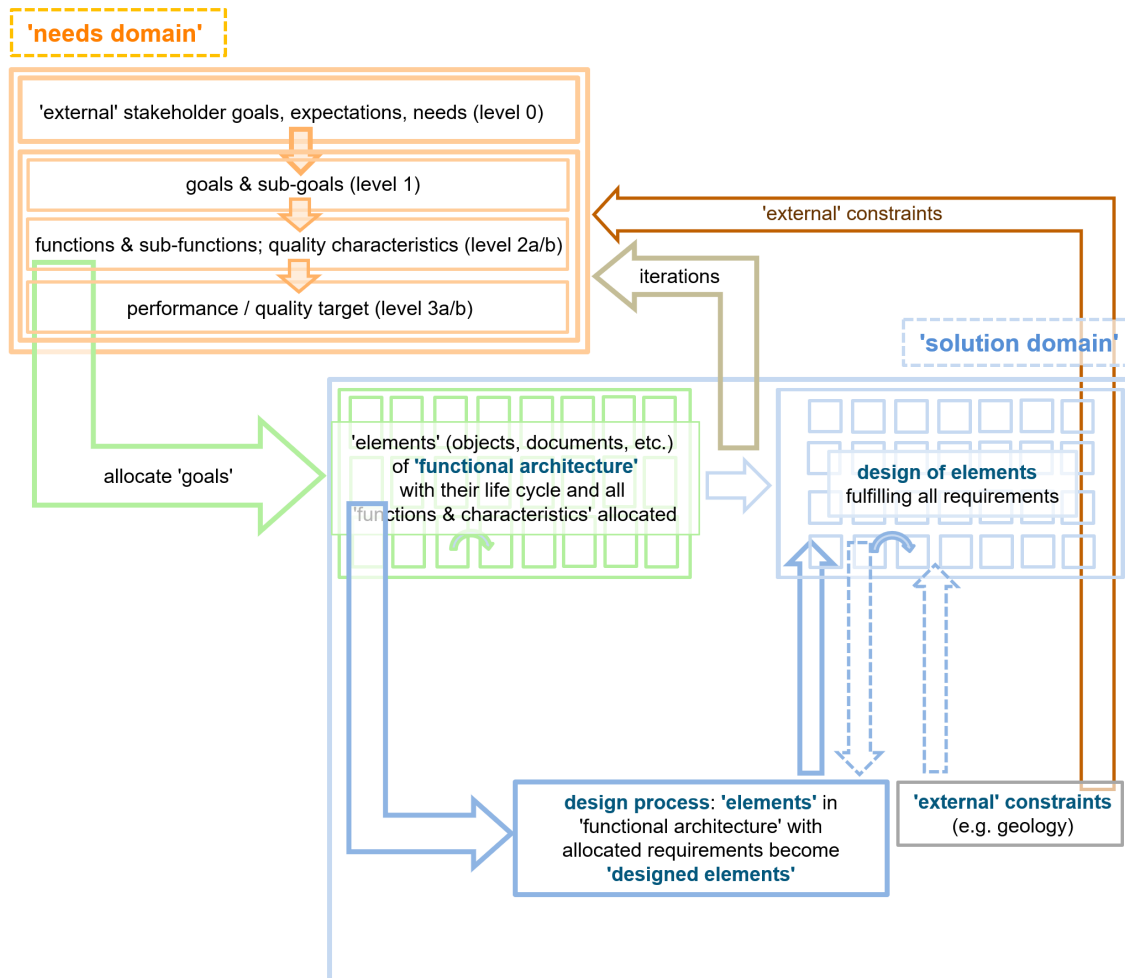 'needs domain'
'external' stakeholder goals, expectations, needs (level 0)
goals & sub-goals (level 1)
functions & sub-functions; quality characteristics (level 2a/b)
performance / quality target (level 3a/b)
'external' constraints
iterations
'solution domain'
allocate 'goals'
'elements' (objects, documents, etc.)
of 'functional architecture'
with their life cycle and all
'functions & characteristics' allocated
design of elements
fulfilling all requirements
design process: 'elements' in
'functional architecture' with
allocated requirements become
'designed elements'
'external' constraints
(e.g. geology)